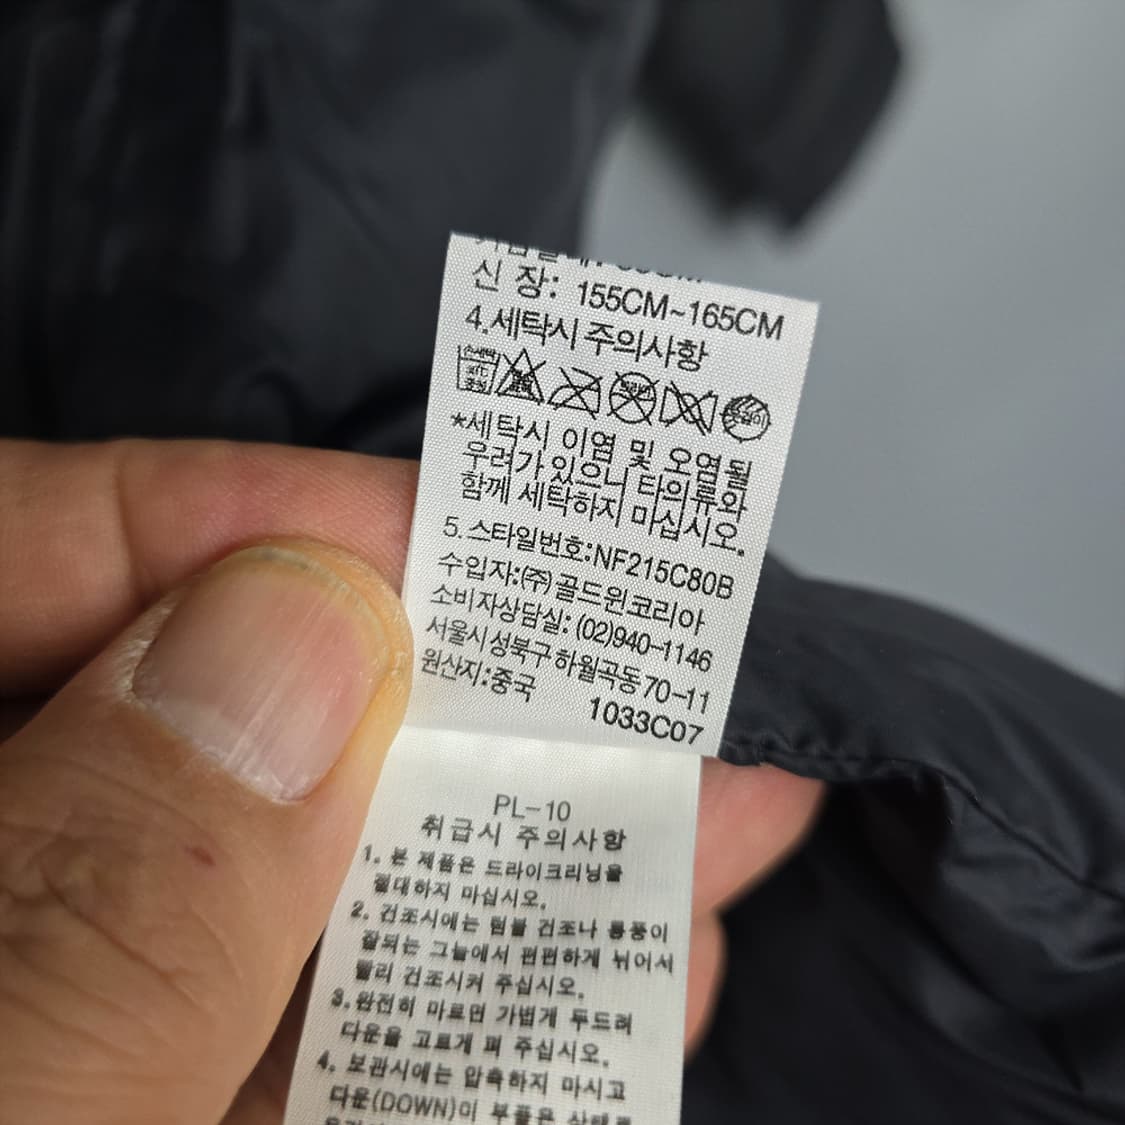 신 장: 155CM~165CM
4.세탁시 주의사항
*세탁시 이염 및 오염될
우려가 있으니 타의류와
함께 세탁하지 마십시오.
5.스타일번호:NF215C80B
수입자:(주)골드윈코리아
소비자상담실:(02)940-1146
서울시성북구하월곡동70-11
원산지:중국
1033C07
PL-10
취급시 주의사항
1. 본 제품은 드라이크리닝을
절대하지 마십시오.
2. 건조시에는 텀블 건조나 통풍이
잘되는 그늘에서 편편하게 뉘어서
빨리 건조시켜 주십시오.
3.완전히 마르면 가볍게 두드려
다운을 고르게 펴 주십시오.
4. 보관시에는 압축하지 마시고
다운(DOWN)이 부풀은 상태로